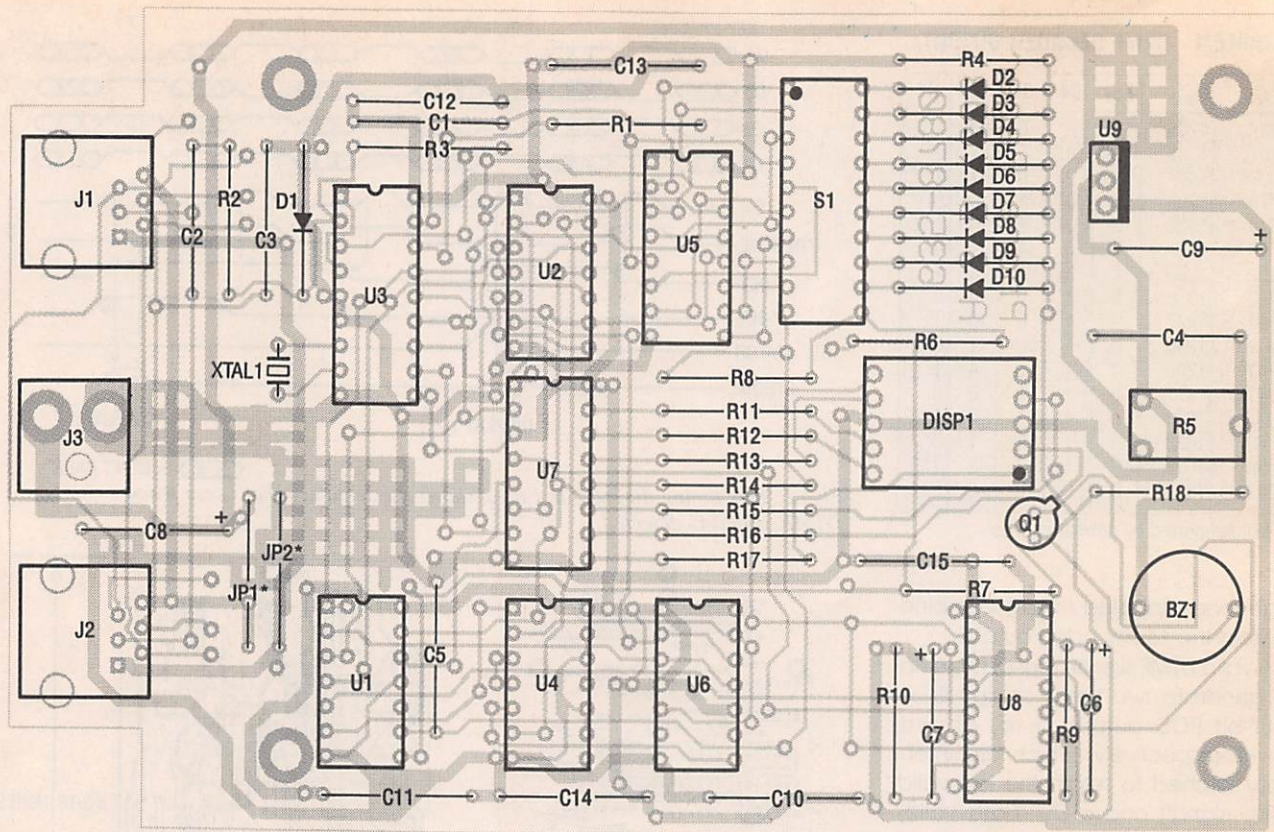 C13
R4
D2
C12
D3
C1
R1
D4
U9
R3
D5
D6
J1
R2
D1
S1
D7
C2
C3
U5
D8
+
U2
D9
C9
U3
D10
C4
R6
XTAL1
R8
R11
DISP1
R5
J3
R12
R13
U7
R14
R18
R15
+
Q1
C8
R16
JP2*
R17
C15
JP1*
R7
BZ1
J2
C5
+
+
U1
U4
U6
R10
U8
C6
C7
R9
C11
C14
C10